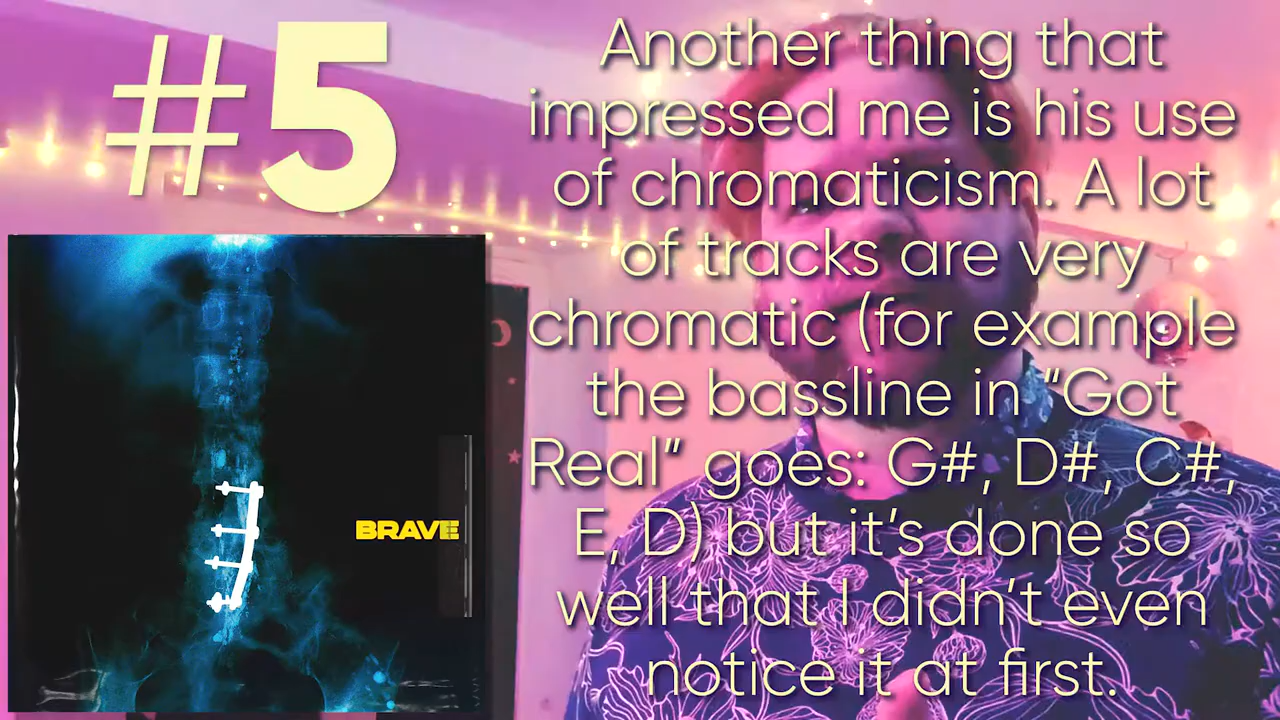 #5
BRAVE
Another thing that
impressed me is his use
of chromaticism. A lot
of tracks are very
chromatic (for example
the bassline in “Got
Real” goes: G#, D#, C#,
E, D) but it’s done so
well that I didn’t even
notice it at first.